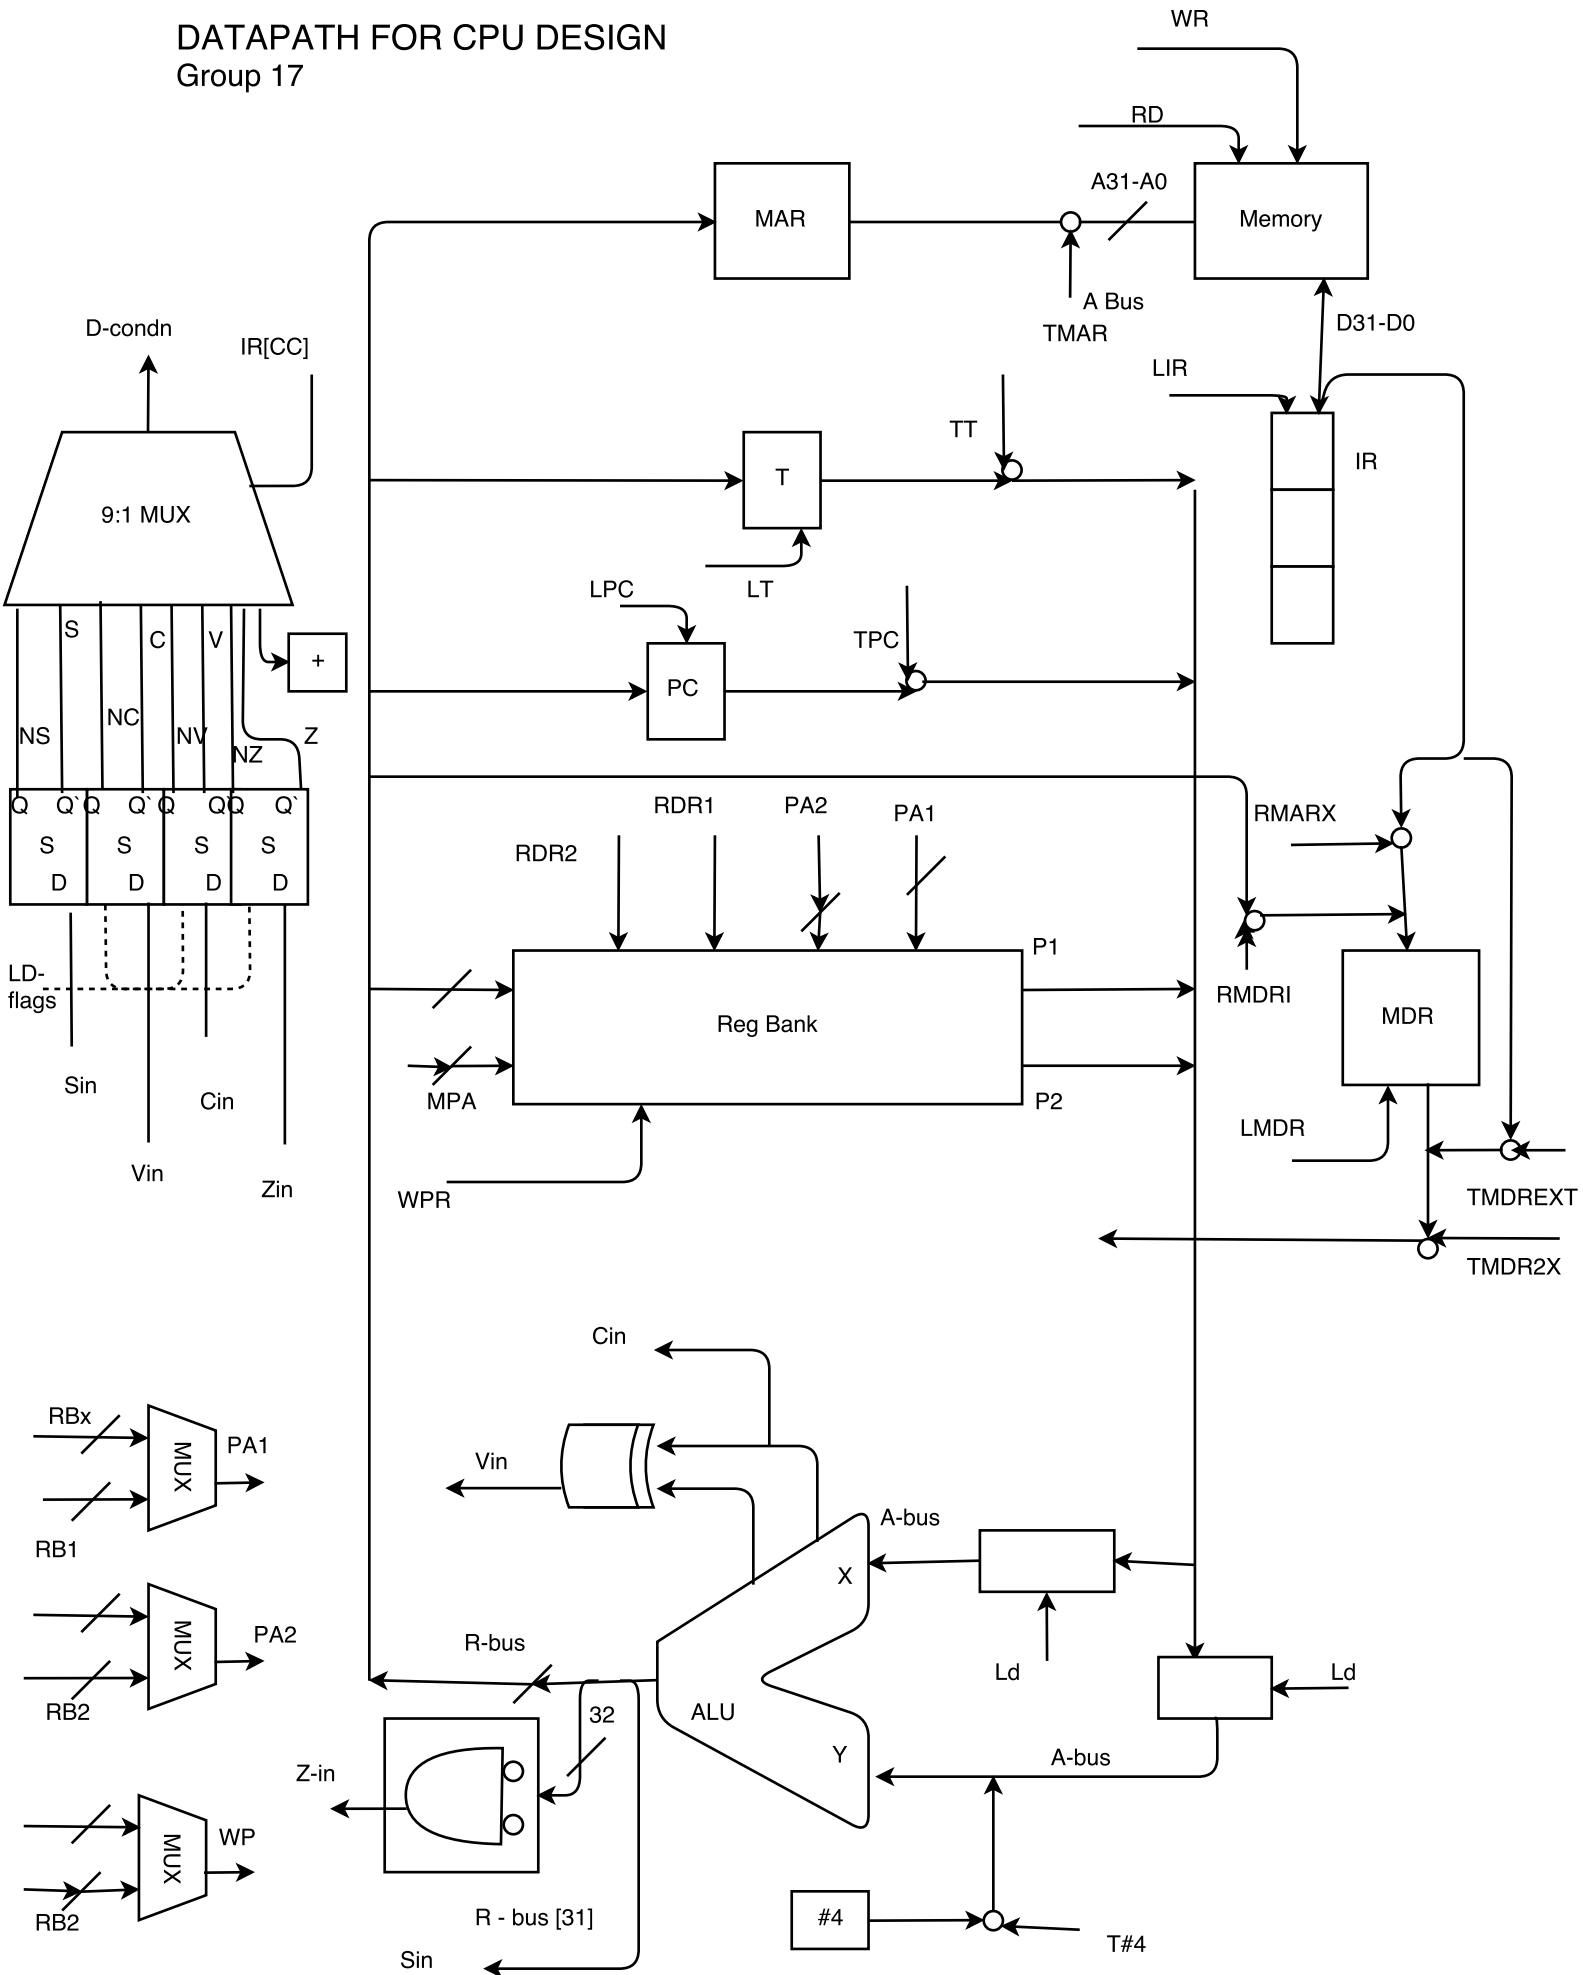 DATAPATH FOR CPU DESIGN
Group 17
WR
RD
MAR
A31-A0
Memory
A Bus
TMAR
D31-D0
D-condn
IR[CC]
LIR
TT
T
IR
9:1 MUX
LT
LPC
TPC
PC
S
C
V
+
NS
NC
NV
NZ
Z
Q
Q`
Q
Q`
Q
Q`
Q
Q`
S
S
S
S
D
D
D
D
LD-
flags
Sin
Cin
Vin
Zin
RDR2
RDR1
PA2
PA1
RMARX
P1
Reg Bank
RMDRI
MDR
MPA
P2
LMDR
WPR
TMDREXT
TMDR2X
Cin
RBx
MUX
PA1
RB1
Vin
A-bus
X
MUX
PA2
RB2
R-bus
Ld
Ld
32
ALU
Y
A-bus
Z-in
MUX
WP
RB2
R - bus [31]
#4
T#4
Sin